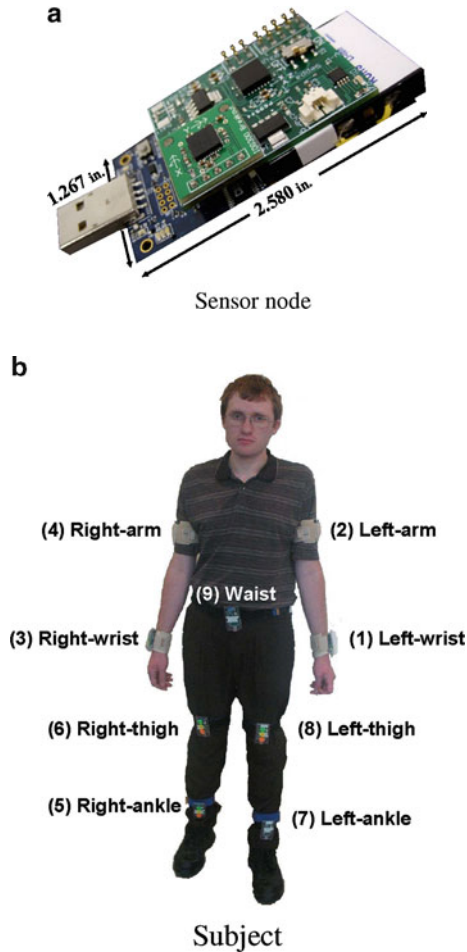 a
1.267 in.
2.580 in.
Sensor node
b
(4) Right-arm
(2) Left-arm
(9) Waist
(3) Right-wrist
(1) Left-wrist
(6) Right-thigh
(8) Left-thigh
(5) Right-ankle
(7) Left-ankle
Subject